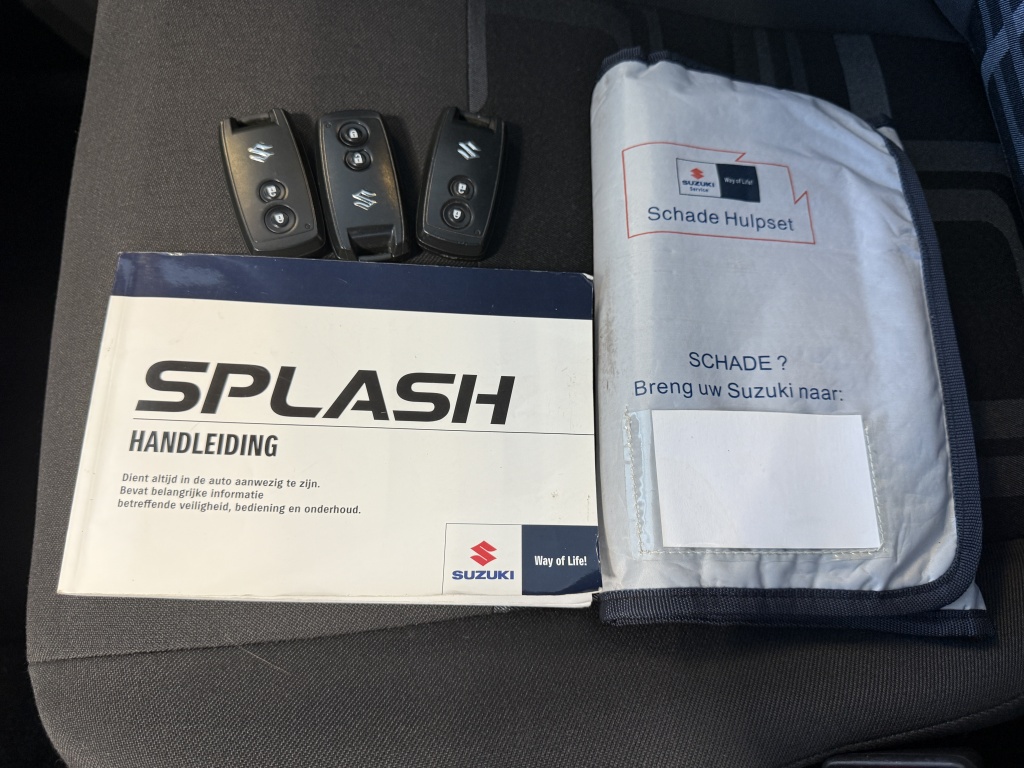 SUZUKI
Service
Way of Life!
Schade Hulpset
SCHADE ?
Breng uw Suzuki naar:
SPLASH
HANDLEIDING
Dient altijd in de auto aanwezig te zijn.
Bevat belangrijke informatie
betreffende veiligheid, bediening en onderhoud.
SUZUKI
Way of Life!